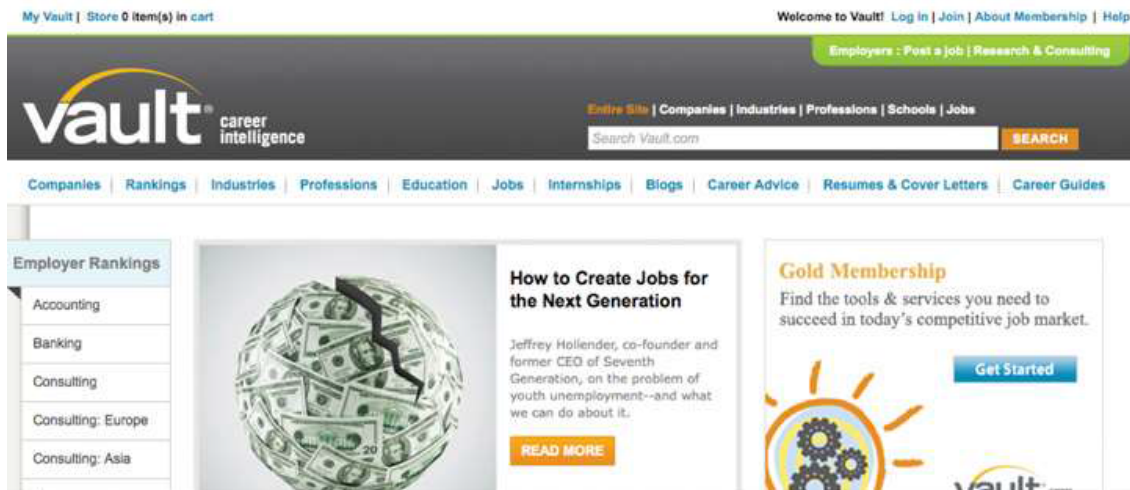 My Vault | Store 0 item(s) in cart
Welcome to Vault! Log In | Join | About Membership | Help
Employers : Post a job | Research & Consulting
vault career intelligence
Entire Site | Companies | Industries | Professions | Schools | Jobs
Search Vault.com SEARCH
Companies | Rankings | Industries | Professions | Education | Jobs | Internships | Blogs | Career Advice | Resumes & Cover Letters | Career Guides
Employer Rankings
Accounting
Banking
Consulting
Consulting: Europe
Consulting: Asia
How to Create Jobs for
the Next Generation
Jeffrey Hollender, co-founder and
former CEO of Seventh
Generation, on the problem of
youth unemployment--and what
we can do about it.
READ MORE
20
Gold Membership
Find the tools & services you need to
succeed in today's competitive job market.
Get Started
vault